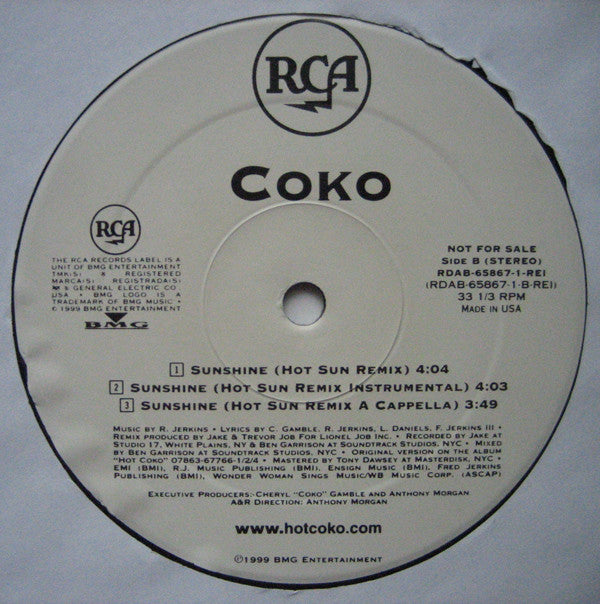 RCA
COKO
RCA
THE RCA RECORDS LABEL IS A
UNIT OF BMG ENTERTAINMENT
TMK(S) ® REGISTERED
MARCA(S) REGISTRADA(S)
GENERAL ELECTRIC CO.
USA • BMG LOGO IS A
TRADEMARK OF BMG MUSIC •
©1999 BMG ENTERTAINMENT
BMG
NOT FOR SALE
SIDE B (STEREO)
RDAB-65867-1-REI
(RDAB-65867-1-B-REI)
33 1/3 RPM
MADE IN USA
1 SUNSHINE (HOT SUN REMIX) 4:04
2 SUNSHINE (HOT SUN REMIX INSTRUMENTAL) 4:03
3 SUNSHINE (HOT SUN REMIX A CAPPELLA) 3:49
MUSIC BY R. JERKINS • LYRICS BY C. GAMBLE, R. JERKINS, L. DANIELS, F. JERKINS III •
REMIX PRODUCED BY JAKE & TREVOR JOB FOR LIONEL JOB INC. • RECORDED BY JAKE AT
STUDIO 17, WHITE PLAINS, NY & BEN GARRISON AT SOUNDTRACK STUDIOS, NYC • MIXED
BY BEN GARRISON AT SOUNDTRACK STUDIOS, NYC • ORIGINAL VERSION ON THE ALBUM
"HOT COKO" 07863-67766-1/2/4 • MASTERED BY TONY DAWSEY AT MASTERDISK, NYC •
EMI (BMI), R.J. MUSIC PUBLISHING (BMI), ENSIGN MUSIC (BMI), FRED JERKINS
PUBLISHING (BMI), WONDER WOMAN SINGS MUSIC/WB MUSIC CORP. (ASCAP)
EXECUTIVE PRODUCERS: CHERYL "COKO" GAMBLE AND ANTHONY MORGAN
A&R DIRECTION: ANTHONY MORGAN
www.hotcoko.com
℗1999 BMG ENTERTAINMENT